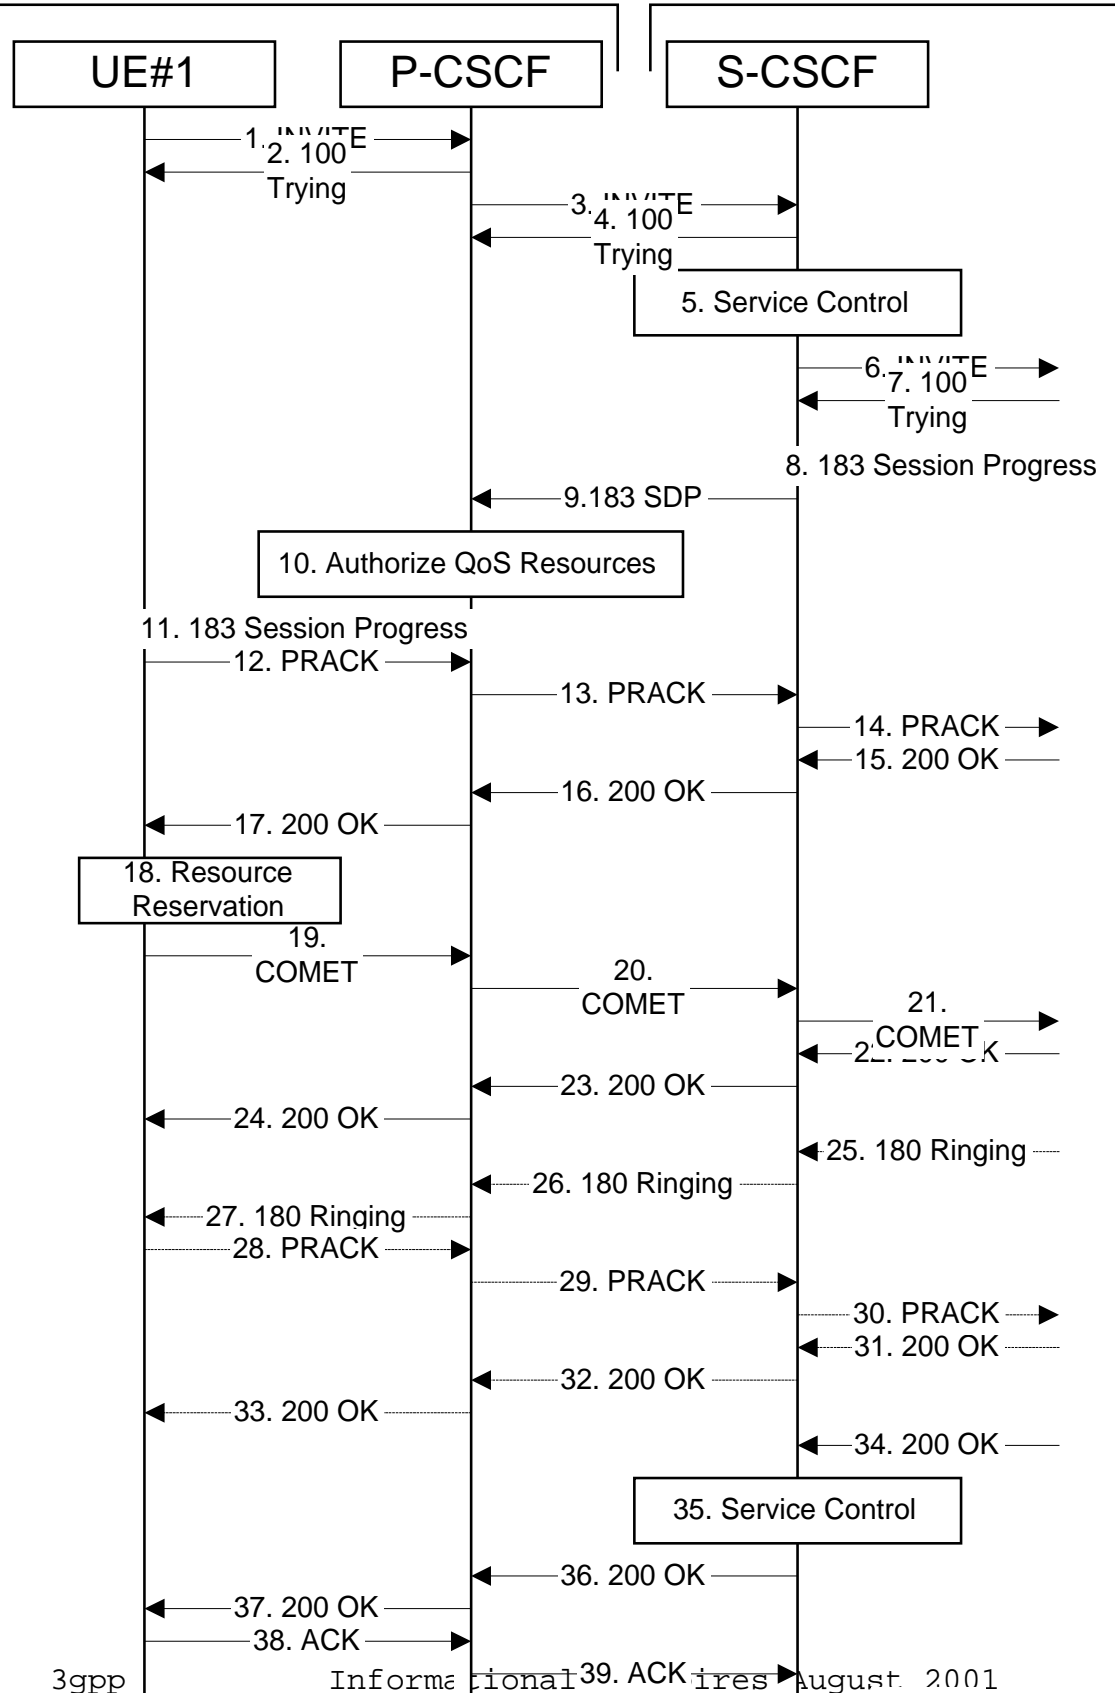 UE#1
P-CSCF
S-CSCF
1. INVITE
2. 100
Trying
3. INVITE
4. 100
Trying
5. Service Control
6. INVITE
7. 100
Trying
8. 183 Session Progress
9.183 SDP
10. Authorize QoS Resources
11. 183 Session Progress
12. PRACK
13. PRACK
14. PRACK
15. 200 OK
16. 200 OK
17. 200 OK
18. Resource
Reservation
19.
COMET
20.
COMET
21.
COMET
22. 200 OK
23. 200 OK
24. 200 OK
25. 180 Ringing
26. 180 Ringing
27. 180 Ringing
28. PRACK
29. PRACK
30. PRACK
31. 200 OK
32. 200 OK
33. 200 OK
34. 200 OK
35. Service Control
36. 200 OK
37. 200 OK
38. ACK
39. ACK
3gpp Informational ires August 2001